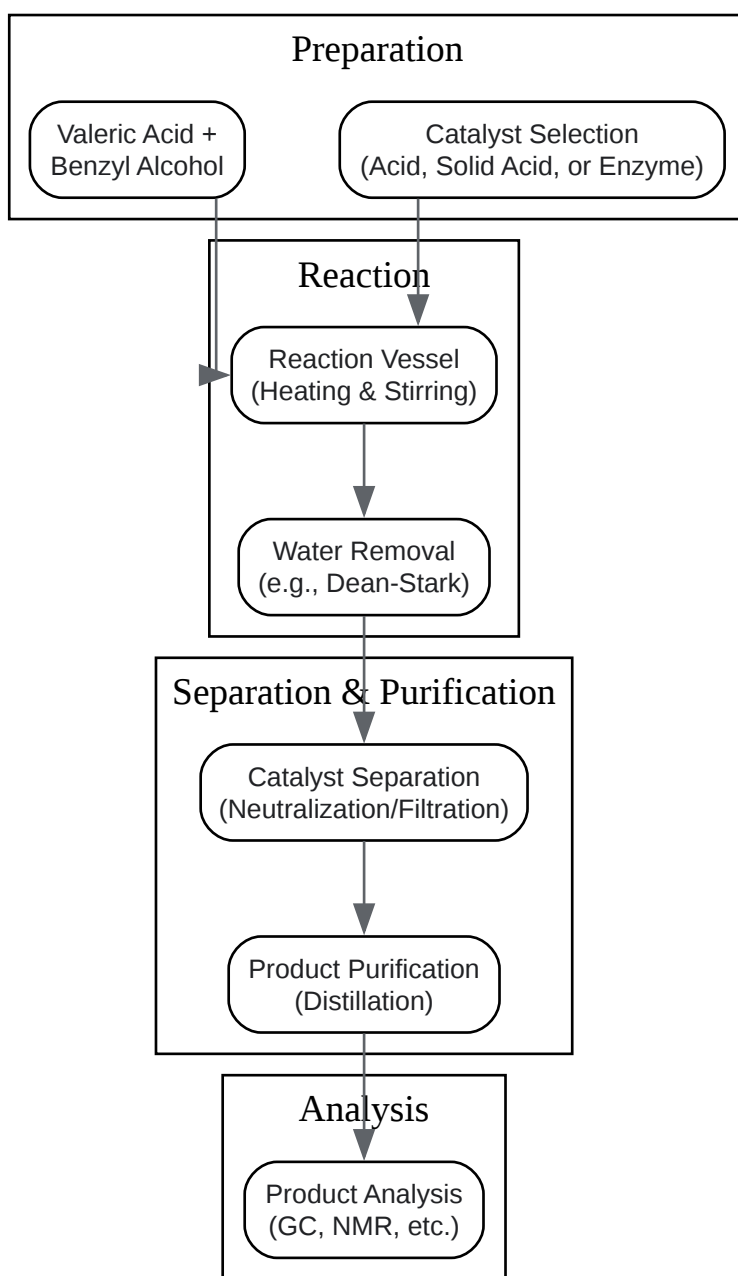 Preparation
Valeric Acid +
Benzyl Alcohol
Catalyst Selection
(Acid, Solid Acid, or Enzyme)
Reaction
Reaction Vessel
(Heating & Stirring)
Water Removal
(e.g., Dean-Stark)
Separation & Purification
Catalyst Separation
(Neutralization/Filtration)
Product Purification
(Distillation)
Analysis
Product Analysis
(GC, NMR, etc.)